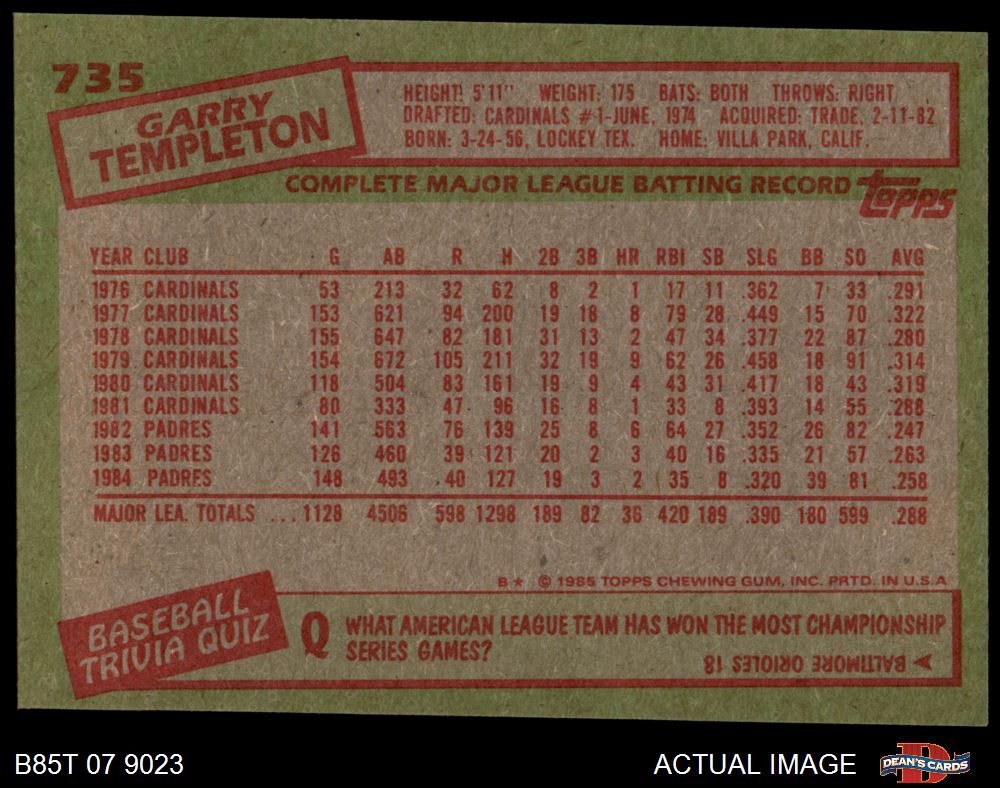 735
GARRY
TEMPLETON
HEIGHT: 5'11" WEIGHT: 175 BATS: BOTH THROWS: RIGHT
DRAFTED: CARDINALS #1-JUNE, 1974 ACQUIRED: TRADE, 2-11-82
BORN: 3-24-56, LOCKEY TEX. HOME: VILLA PARK, CALIF.
COMPLETE MAJOR LEAGUE BATTING RECORD topps
YEAR CLUB G AB R H 2B 3B HR RBI SB SLG BB SO AVG
1976 CARDINALS 53 213 32 62 8 2 1 17 11 .362 7 33 .291
1977 CARDINALS 153 621 94 200 19 18 8 79 28 .449 15 70 .322
1978 CARDINALS 155 647 82 181 31 13 2 47 34 .377 22 87 .280
1979 CARDINALS 154 672 105 211 32 19 9 62 26 .458 18 91 .314
1980 CARDINALS 118 504 83 161 19 9 4 43 31 .417 18 43 .319
1981 CARDINALS 80 333 47 96 16 8 1 33 8 .393 14 55 .288
1982 PADRES 141 563 76 139 25 8 6 64 27 .352 26 82 .247
1983 PADRES 126 460 39 121 20 2 3 40 16 .335 21 57 .263
1984 PADRES 148 493 40 127 19 3 2 35 8 .320 39 81 .258
MAJOR LEA. TOTALS ... 1128 4506 598 1298 189 82 36 420 189 .390 180 599 .288
B★ © 1985 TOPPS CHEWING GUM, INC. PRTD. IN U.S.A
BASEBALL
TRIVIA QUIZ
Q WHAT AMERICAN LEAGUE TEAM HAS WON THE MOST CHAMPIONSHIP
SERIES GAMES?
BALTIMORE ORIOLES 18
B85T 07 9023 ACTUAL IMAGE DEAN'S CARDS